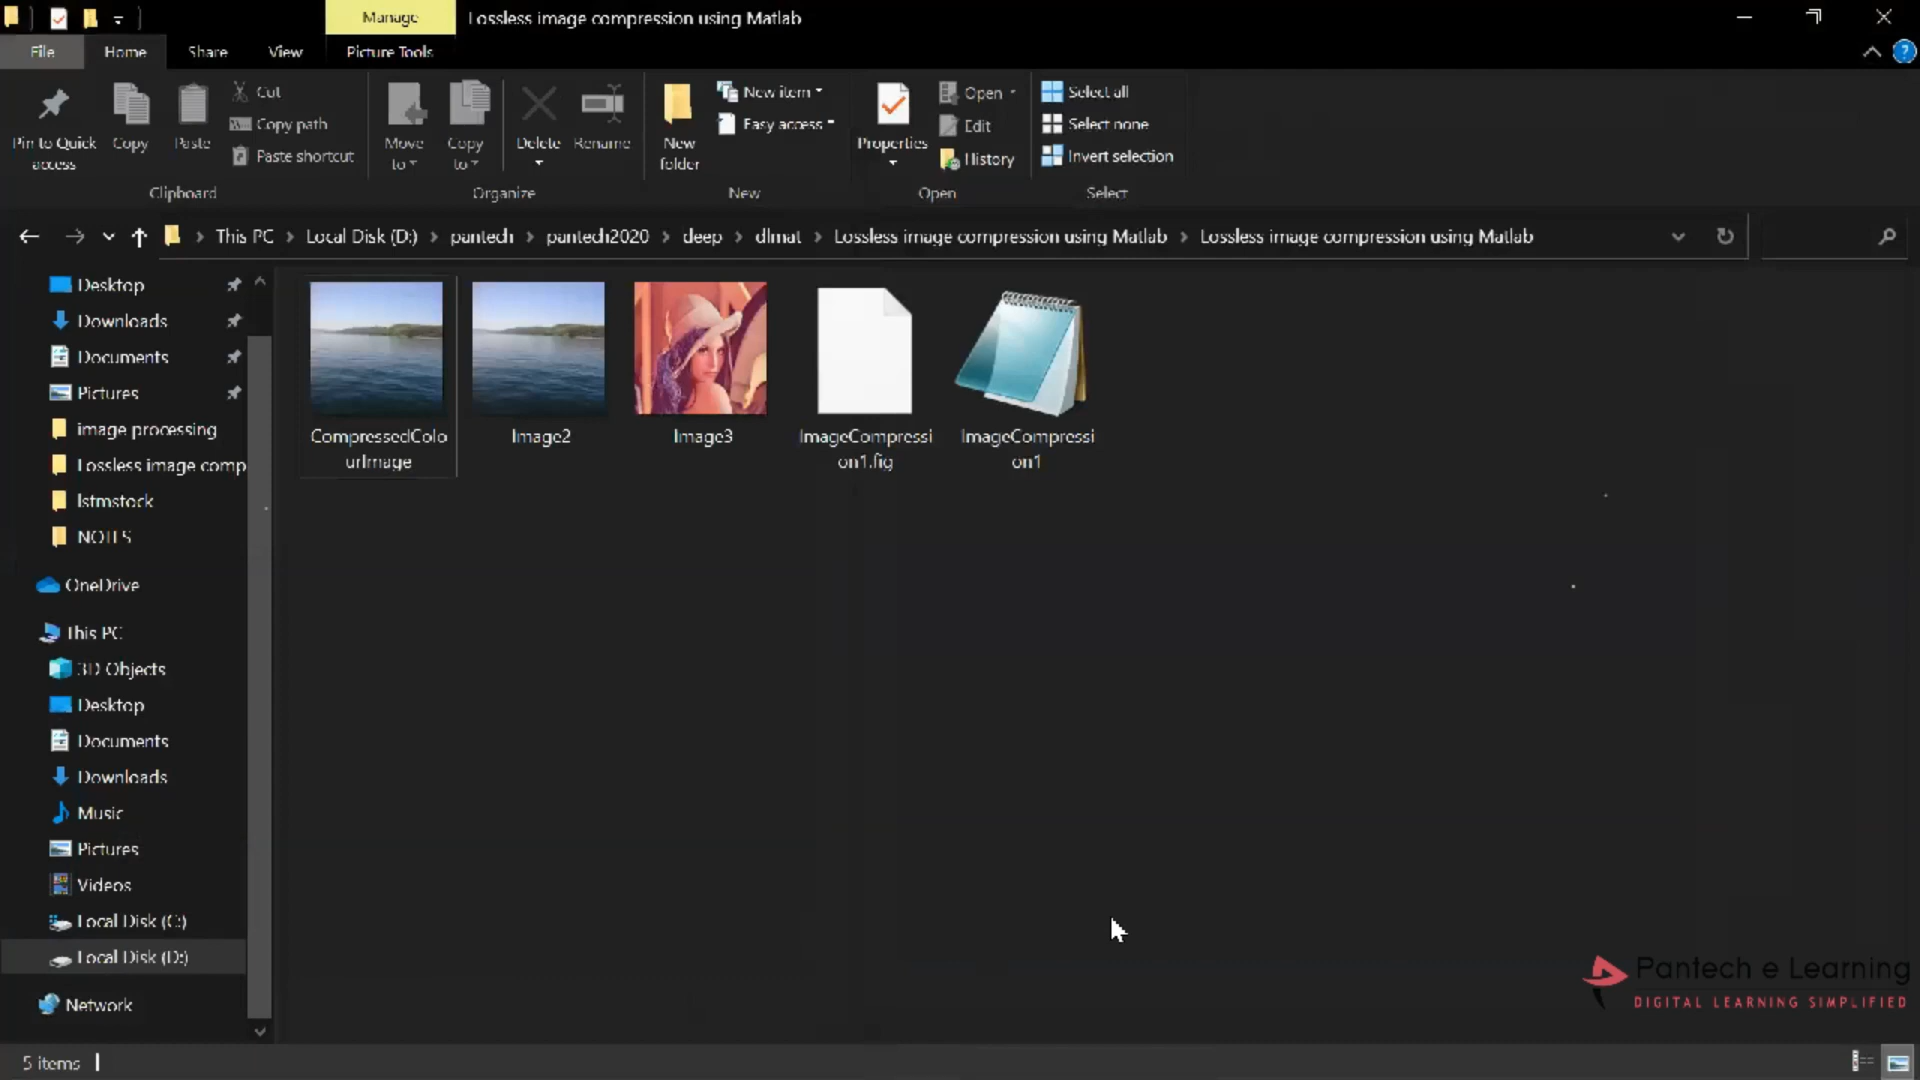 Manage
Lossless image compression using Matlab
File
Home
Share
View
Picture Tools
Pin to Quick access
Copy
Paste
Cut
Copy path
Paste shortcut
Clipboard
Move to
Copy to
Delete
Rename
Organize
New folder
New item
Easy access
New
Properties
Open
Edit
History
Open
Select all
Select none
Invert selection
Select
This PC
Local Disk (D:)
pantech
pantech2020
deep
dlmat
Lossless image compression using Matlab
Lossless image compression using Matlab
Desktop
Downloads
Documents
Pictures
image processing
Lossless image comp
lstmstock
NOTES
OneDrive
This PC
3D Objects
Desktop
Documents
Downloads
Music
Pictures
Videos
Local Disk (C:)
Local Disk (D:)
Network
CompressedColo
urImage
Image2
Image3
ImageCompressi
on1.fig
ImageCompressi
on1
Pantech e Learning
DIGITAL LEARNING SIMPLIFIED
5 items